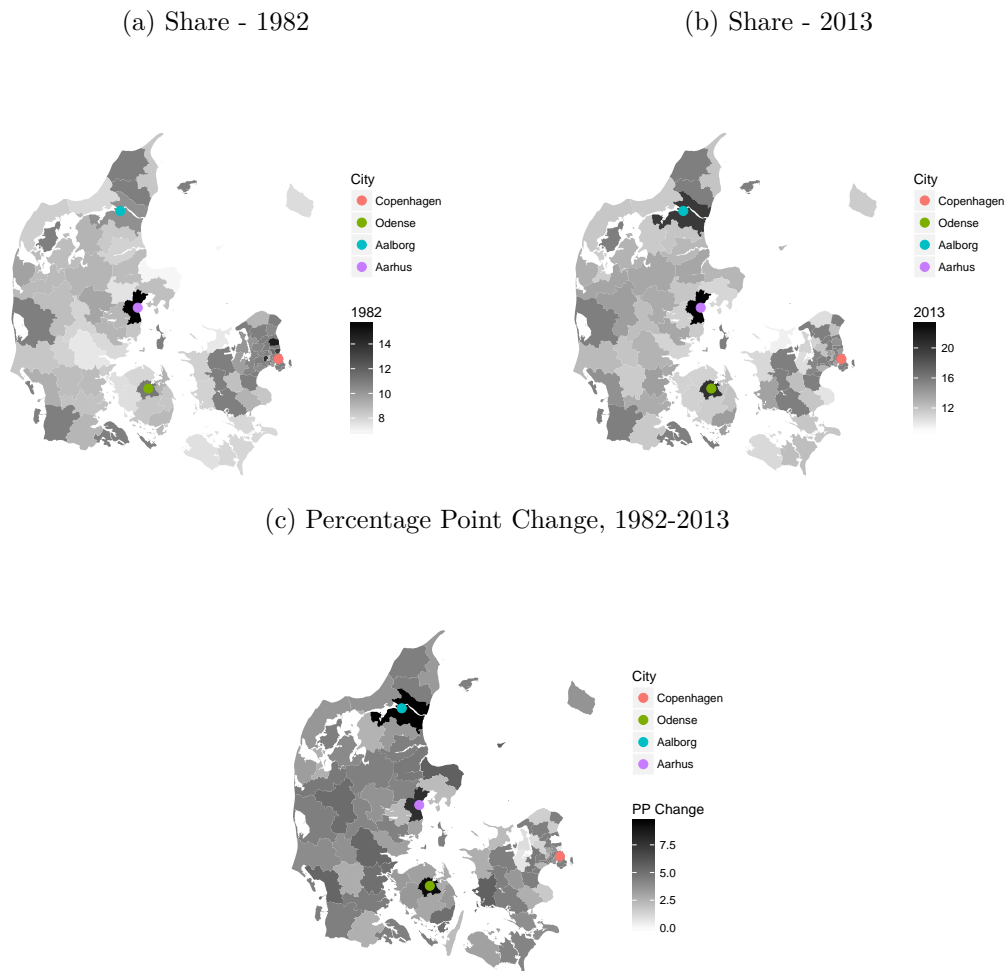 (a) Share - 1982
City
Copenhagen
Odense
Aalborg
Aarhus
1982
14
12
10
8
(b) Share - 2013
City
Copenhagen
Odense
Aalborg
Aarhus
2013
20
16
12
(c) Percentage Point Change, 1982-2013
City
Copenhagen
Odense
Aalborg
Aarhus
PP Change
7.5
5.0
2.5
0.0